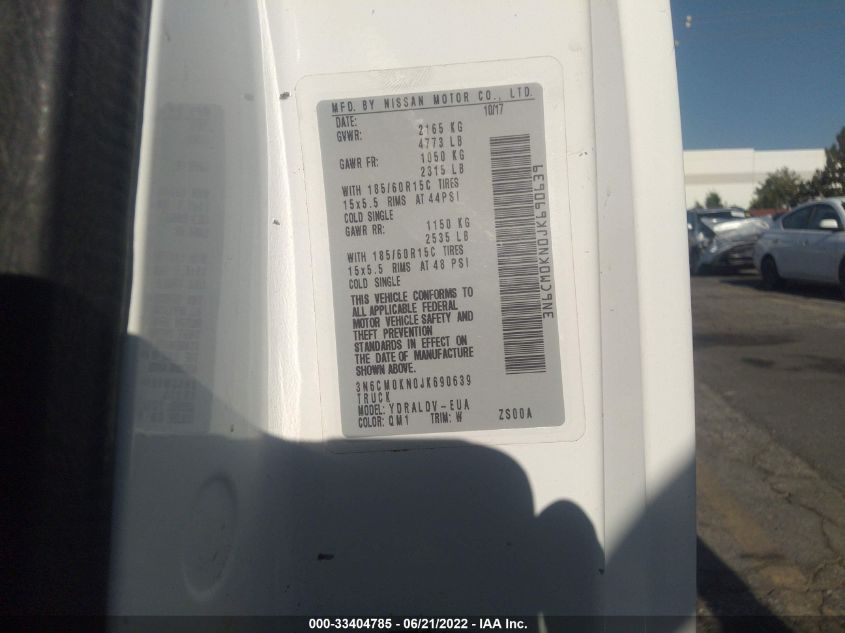 MFD. BY NISSAN MOTOR CO., LTD.
DATE: 10/17
GVWR: 2165 KG
4773 LB
GAWR FR: 1050 KG
2315 LB
WITH 185/60R15C TIRES
15x5.5 RIMS AT 44PSI
COLD SINGLE
GAWR RR: 1150 KG
2535 LB
WITH 185/60R15C TIRES
15x5.5 RIMS AT 48 PSI
COLD SINGLE
THIS VEHICLE CONFORMS TO
ALL APPLICABLE FEDERAL
MOTOR VEHICLE SAFETY AND
THEFT PREVENTION
STANDARDS IN EFFECT ON
THE DATE OF MANUFACTURE
SHOWN ABOVE.
3N6CM0KN0JK690639
TRUCK
MODEL: YDRALDV-EUA
COLOR: QM1 TRIM: W ZS00A
3N6CM0KN0JK690639
000-33404785 - 06/21/2022 - IAA Inc.